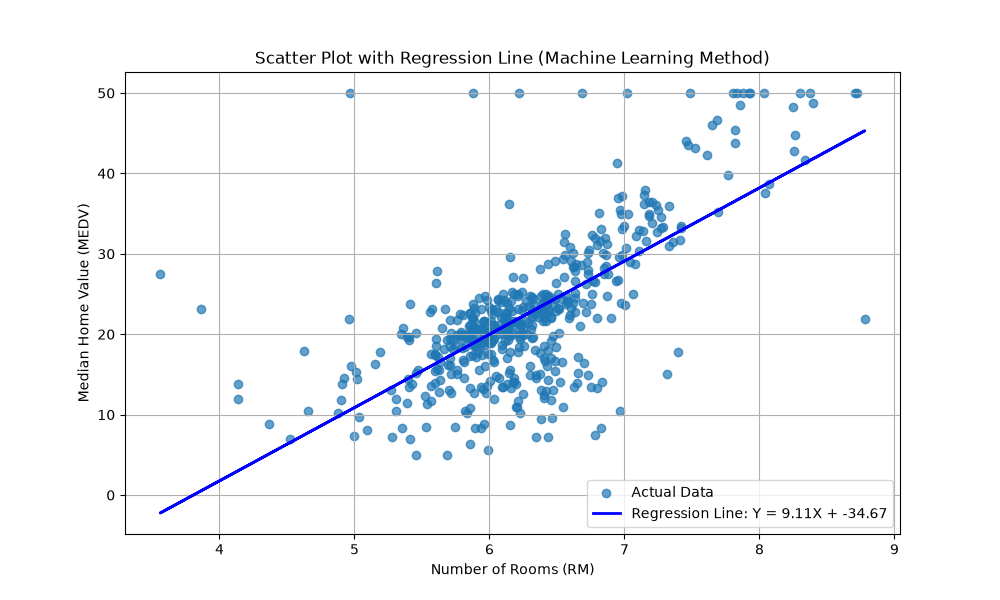 Scatter Plot with Regression Line (Machine Learning Method)
Median Home Value (MEDV)
50
40
30
20
10
0
4
5
6
7
8
9
Number of Rooms (RM)
Actual Data
Regression Line: Y = 9.11X + -34.67